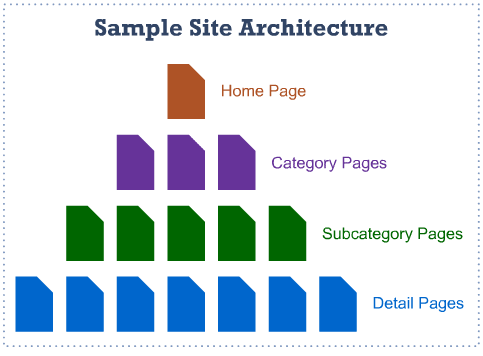 Sample Site Architecture
Home Page
Category Pages
Subcategory Pages
Detail Pages